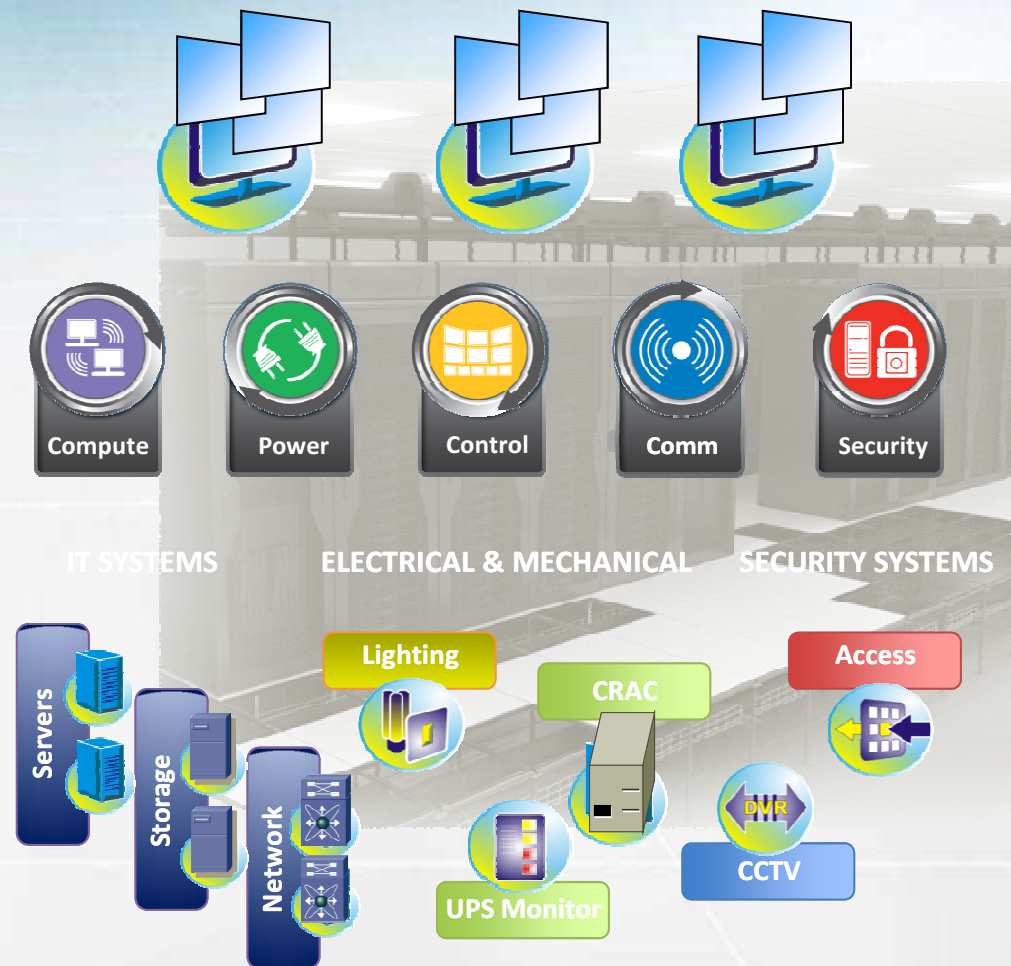 Compute
Power
Control
Comm
Security
IT SYSTEMS
ELECTRICAL & MECHANICAL
SECURITY SYSTEMS
Servers
Storage
Network
Lighting
CRAC
Access
DVR
CCTV
UPS Monitor